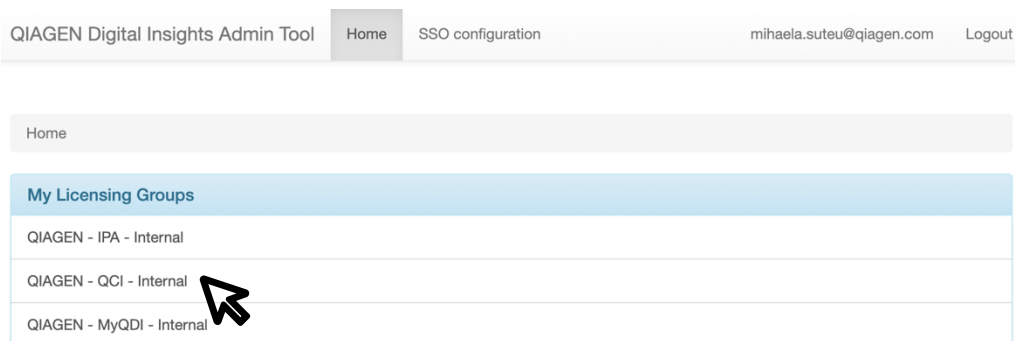 QIAGEN Digital Insights Admin Tool Home SSO configuration mihaela.suteu@qiagen.com Logout
Home
My Licensing Groups
QIAGEN - IPA - Internal
QIAGEN - QCI - Internal
QIAGEN - MyQDI - Internal